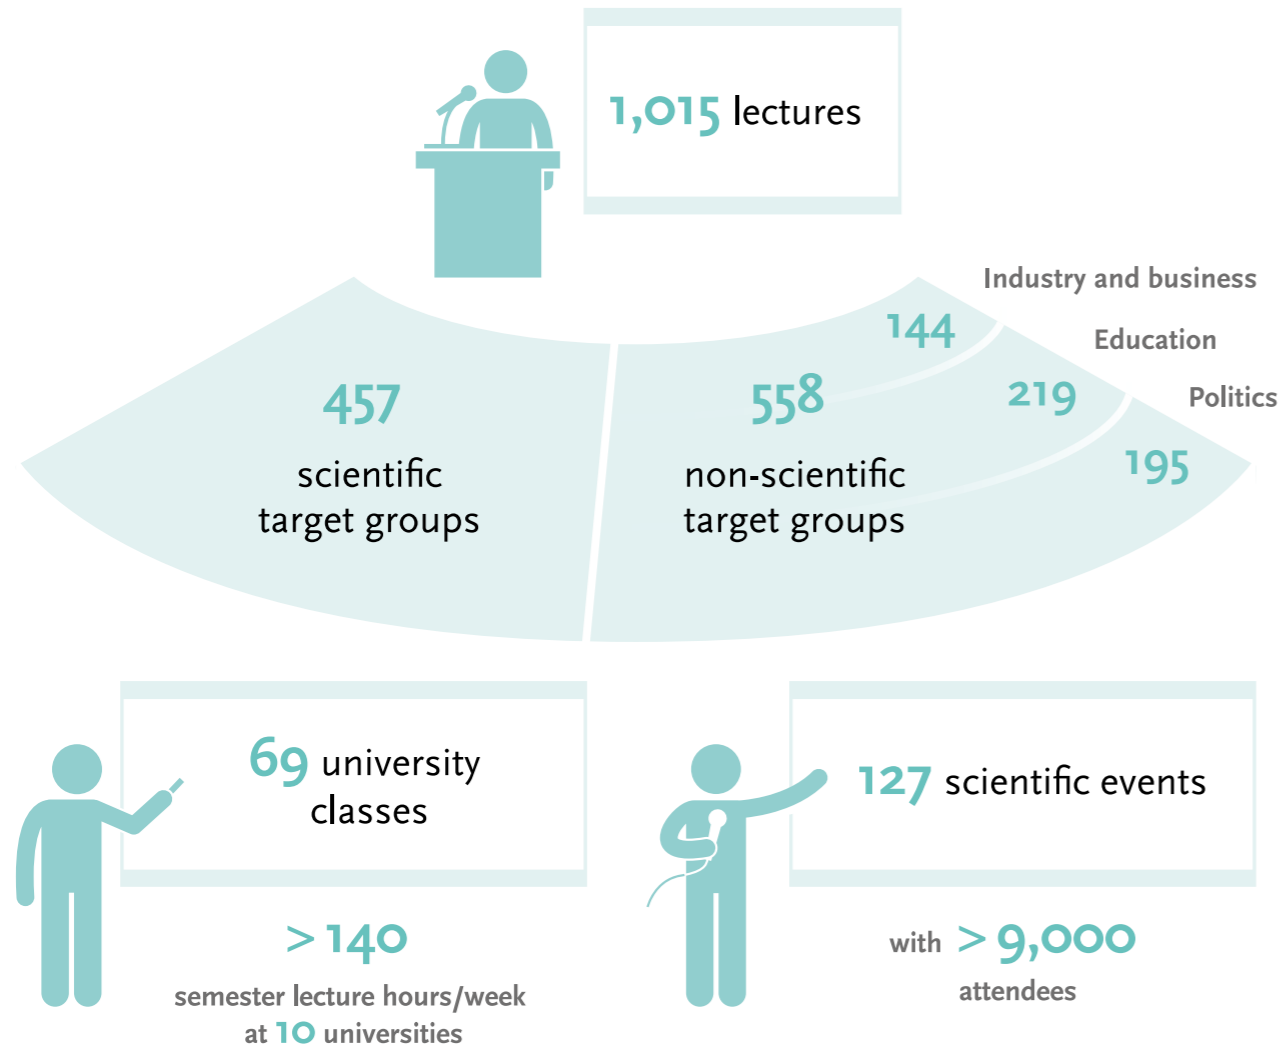 1,015 lectures
Industry and business
144
Education
219
Politics
195
457
scientific
target groups
558
non-scientific
target groups
69 university
classes
> 140
semester lecture hours/week
at 10 universities
127 scientific events
with > 9,000
attendees